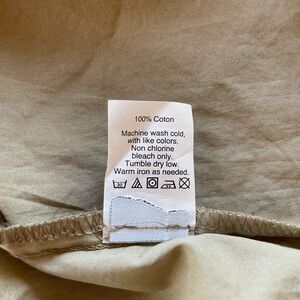 100% Coton
Machine wash cold,
with like colors.
Non chlorine
bleach only.
Tumble dry low.
Warm iron as needed.